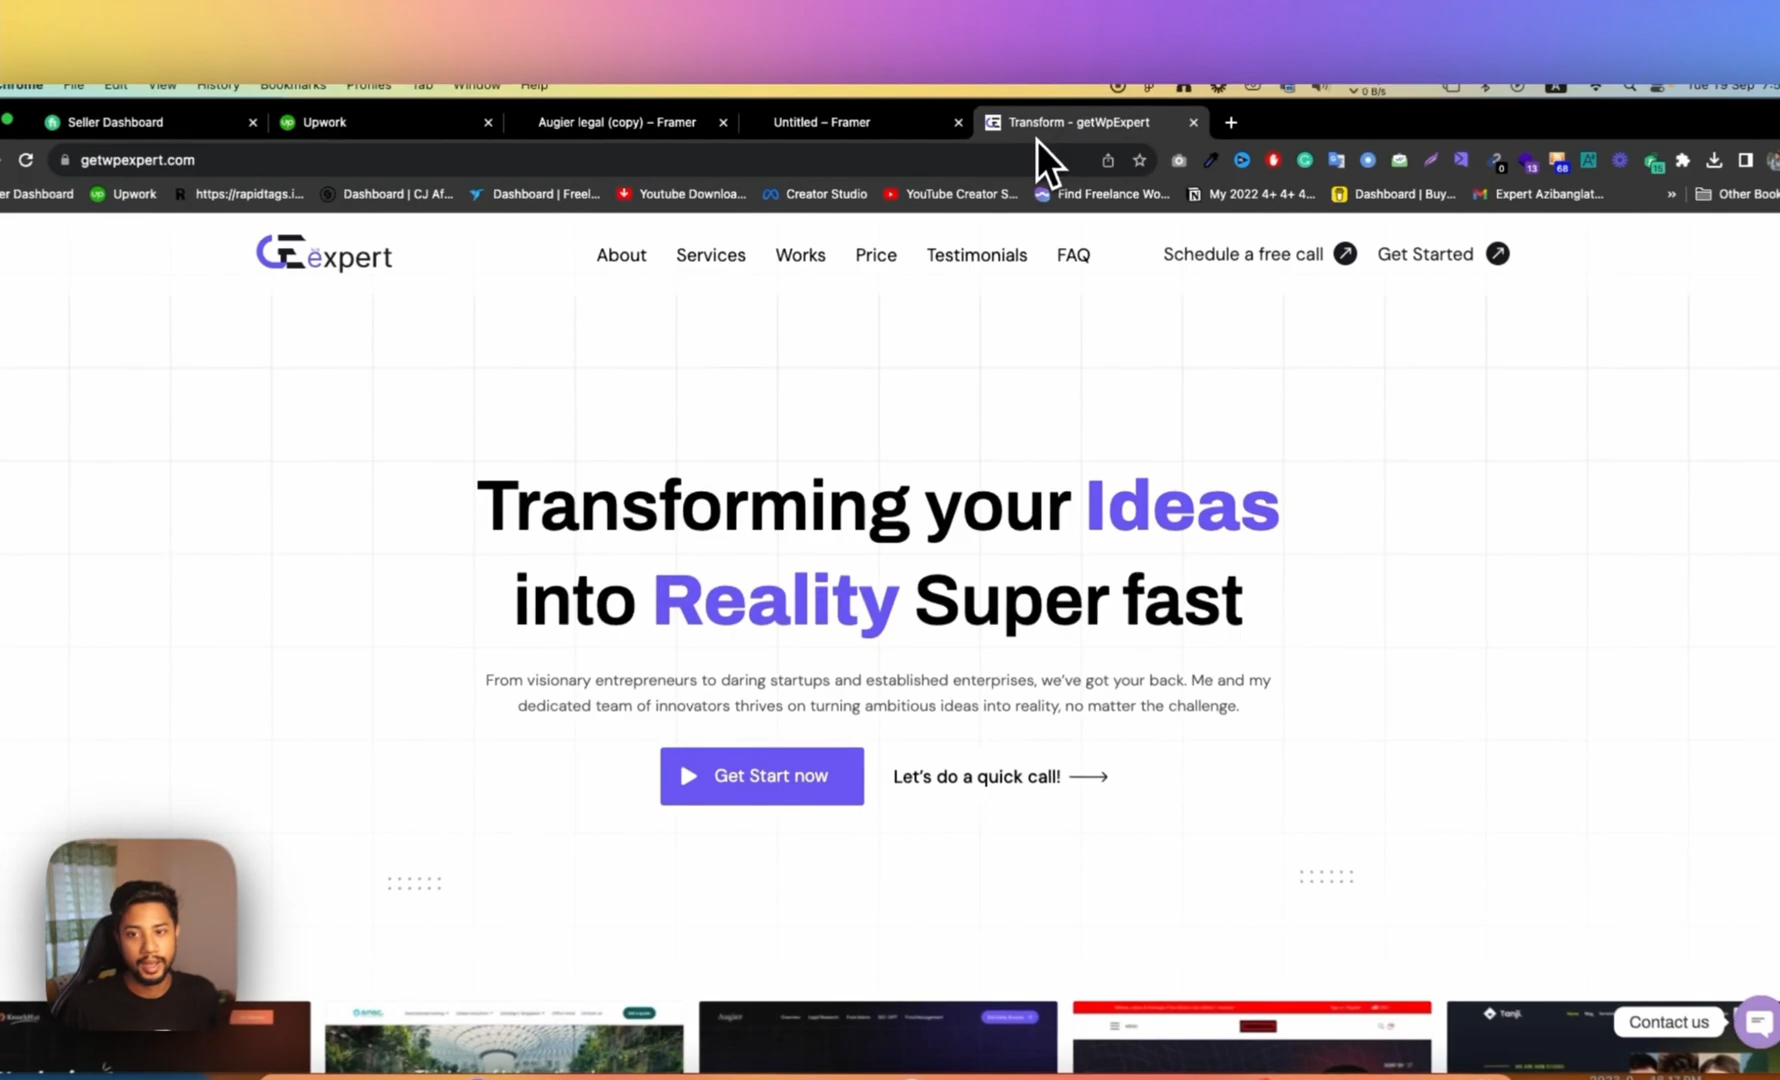 File Edit View History Bookmarks Profiles Tab Window Help
0 B/s
Tue 19 Sep
Seller Dashboard
Upwork
Augier legal (copy) – Framer
Untitled – Framer
Transform - getWpExpert
getwpexpert.com
0 13 68 15
er Dashboard
Upwork
https://rapidtags.i...
Dashboard | CJ Af...
Dashboard | Freel...
Youtube Downloa...
Creator Studio
YouTube Creator S...
Find Freelance Wo...
My 2022 4+ 4+ 4...
Dashboard | Buy...
Expert Azibanglat...
»
Other Book
expert
About
Services
Works
Price
Testimonials
FAQ
Schedule a free call
Get Started
Transforming your Ideas
into Reality Super fast
From visionary entrepreneurs to daring startups and established enterprises, we've got your back. Me and my
dedicated team of innovators thrives on turning ambitious ideas into reality, no matter the challenge.
Get Start now
Let's do a quick call!
Augier
Tanji.
Contact us